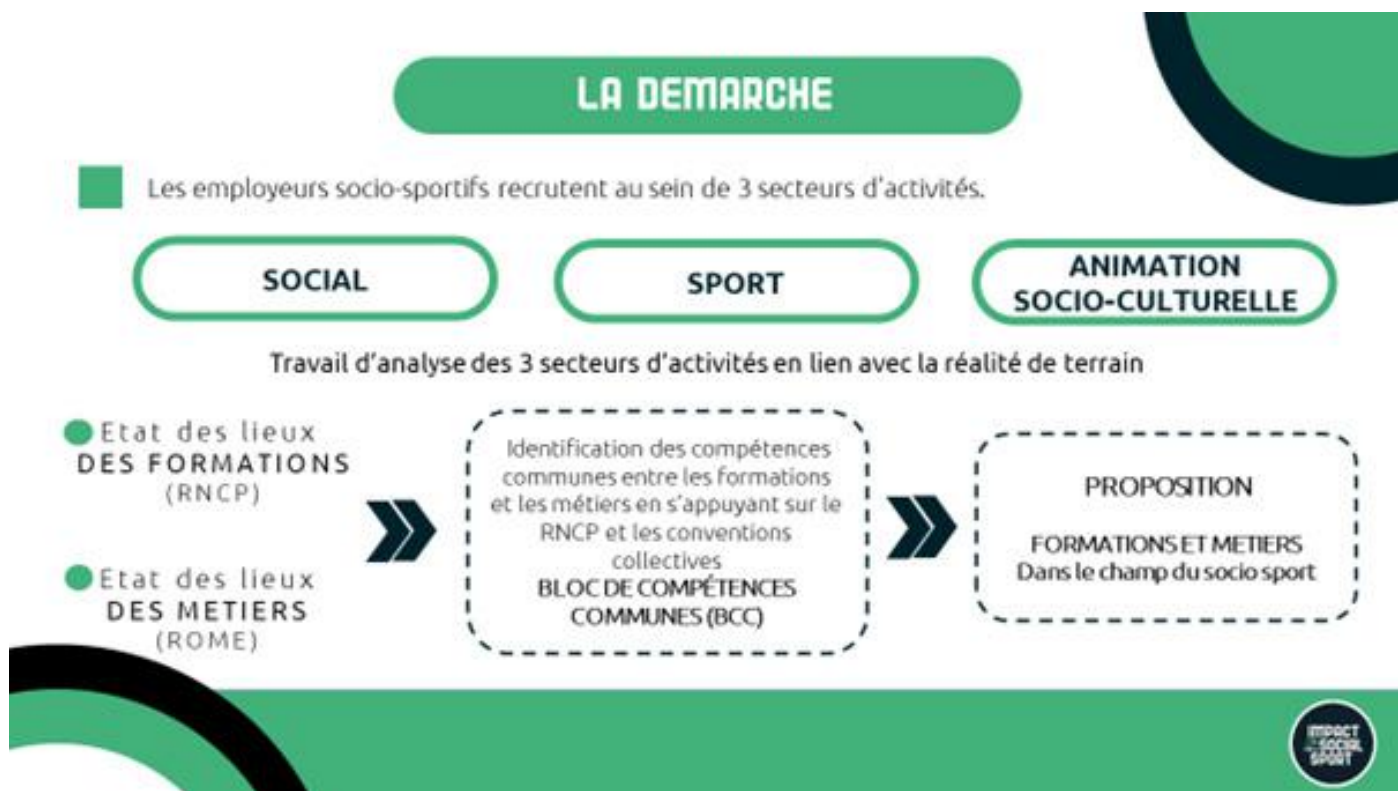 LA DEMARCHE
Les employeurs socio-sportifs recrutent au sein de 3 secteurs d'activités.
SOCIAL
SPORT
ANIMATION
SOCIO-CULTURELLE
Travail d'analyse des 3 secteurs d'activités en lien avec la réalité de terrain
Etat des lieux
DES FORMATIONS
(RNCP)
Etat des lieux
DES METIERS
(ROME)
Identification des compétences
communes entre les formations
et les métiers en s'appuyant sur le
RNCP et les conventions
collectives
BLOC DE COMPÉTENCES
COMMUNES (BCC)
PROPOSITION
FORMATIONS ET METIERS
Dans le champ du socio sport
IMPACT
SOCIAL
SPORT